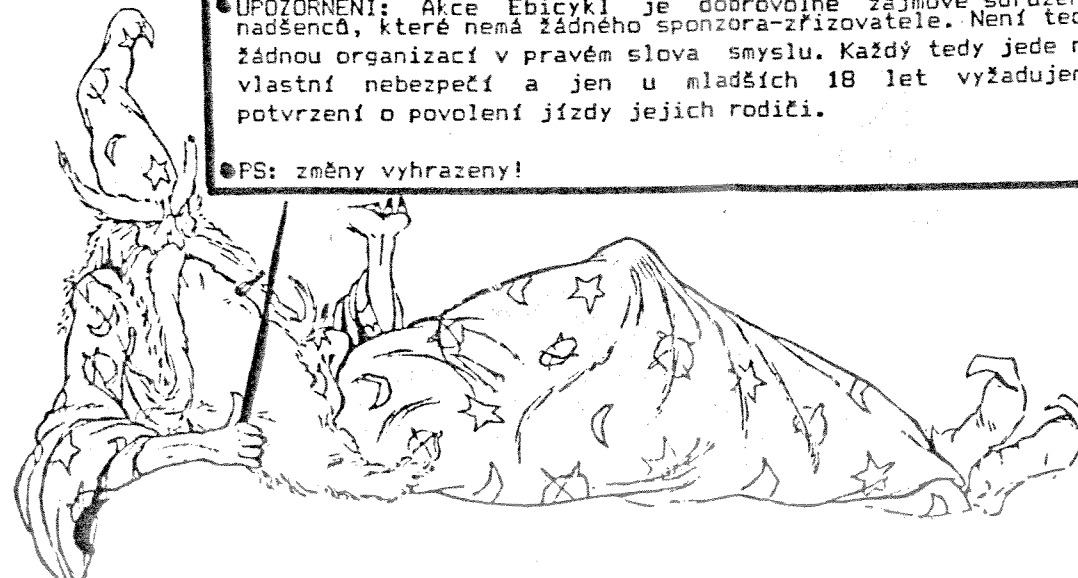 ●UPOZORNĚNÍ: Akce Ebicykl je dobrovolné zájmové sdružení
nadšenců, které nemá žádného sponzora-zřizovatele. Není
žádnou organizací v pravém slova smyslu. Každý tedy jede
vlastní nebezpečí a jen u mladších 18 let
potvrzení o povolení jízdy jejich rodiči.
●PS: změny vyhrazeny!